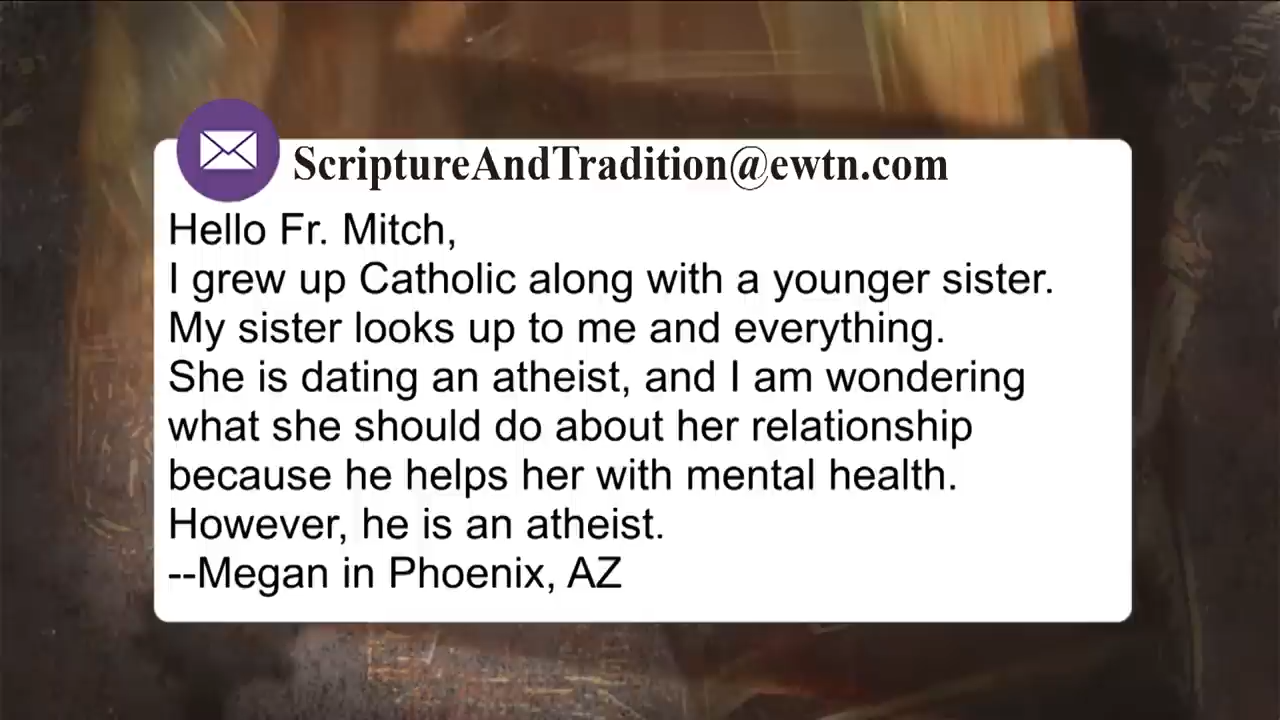 ScriptureAndTradition@ewtn.com
Hello Fr. Mitch,
I grew up Catholic along with a younger sister.
My sister looks up to me and everything.
She is dating an atheist, and I am wondering
what she should do about her relationship
because he helps her with mental health.
However, he is an atheist.
--Megan in Phoenix, AZ